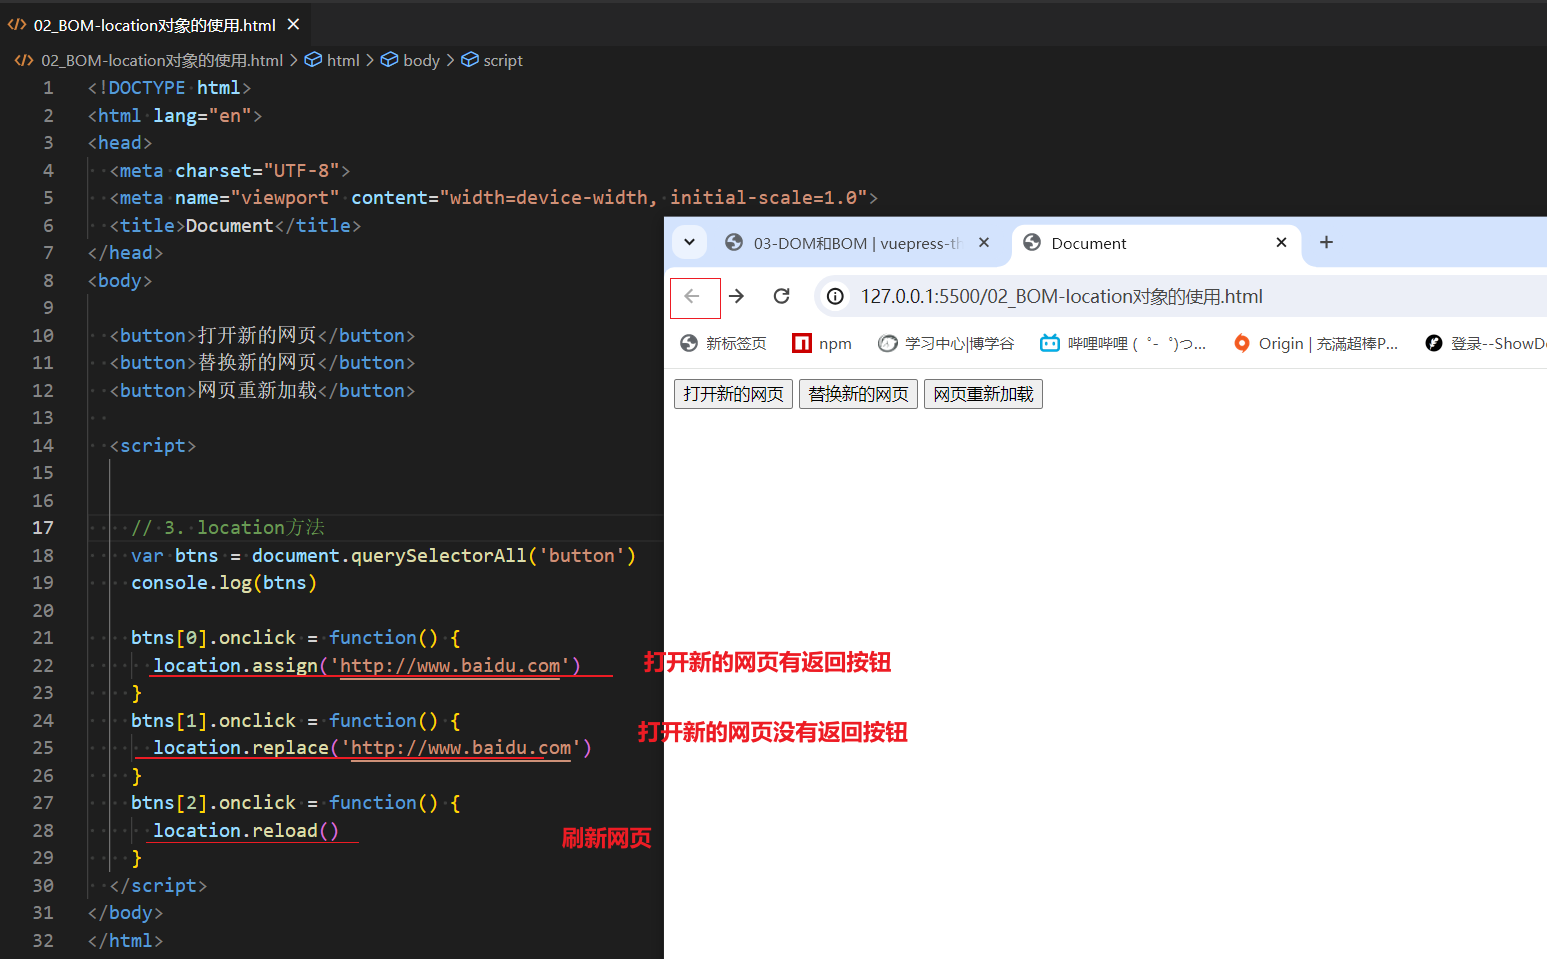 02_BOM-location对象的使用.html
02_BOM-location对象的使用.html > html > body > script
1 <!DOCTYPE html>
2 <html lang="en">
3 <head>
4 <meta charset="UTF-8">
5 <meta name="viewport" content="width=device-width, initial-scale=1.0">
6 <title>Document</title>
7 </head>
8 <body>
9
10 <button>打开新的网页</button>
11 <button>替换新的网页</button>
12 <button>网页重新加载</button>
13
14 <script>
15
16
17 // 3. location方法
18 var btns = document.querySelectorAll('button')
19 console.log(btns)
20
21 btns[0].onclick = function() {
22 location.assign('http://www.baidu.com')
23 }
24 btns[1].onclick = function() {
25 location.replace('http://www.baidu.com')
26 }
27 btns[2].onclick = function() {
28 location.reload()
29 }
30 </script>
31 </body>
32 </html>
打开新的网页有返回按钮
打开新的网页没有返回按钮
刷新网页
03-DOM和BOM | vuepress-th
Document
127.0.0.1:5500/02_BOM-location对象的使用.html
新标签页 npm 学习中心|博学谷 哔哩哔哩 (゜-゜)つ... Origin | 充满超棒P... 登录--ShowDo
打开新的网页 替换新的网页 网页重新加载